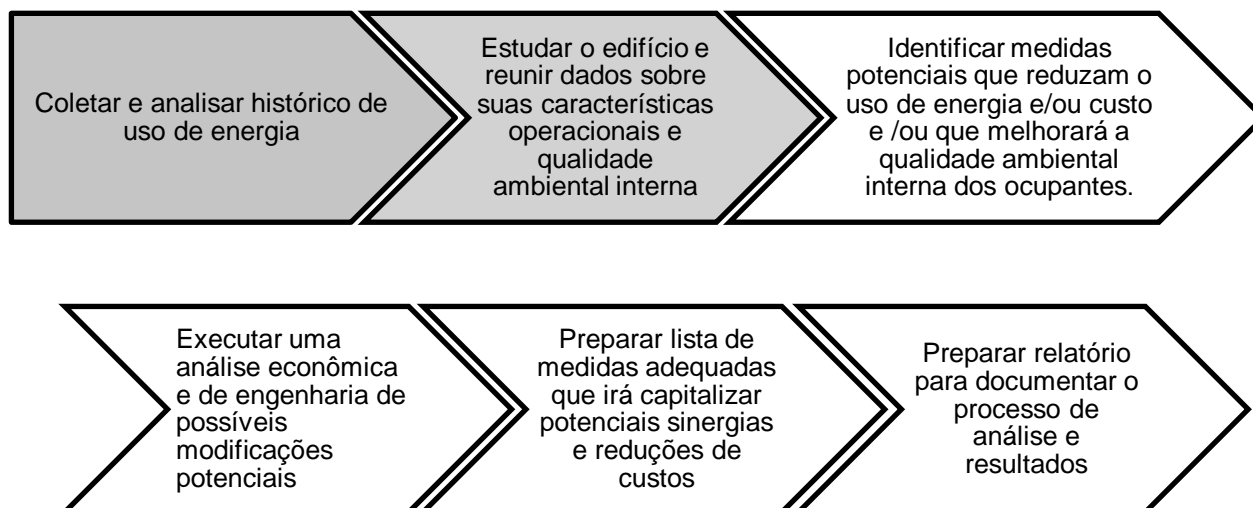 Coletar e analisar histórico de
uso de energia
Estudar o edifício e
reunir dados sobre
suas características
operacionais e
qualidade
ambiental interna
Identificar medidas
potenciais que reduzam o
uso de energia e/ou custo
e /ou que melhorará a
qualidade ambiental
interna dos ocupantes.
Executar uma
análise econômica
e de engenharia de
possíveis
modificações
potenciais
Preparar lista de
medidas adequadas
que irá capitalizar
potenciais sinergias
e reduções de
custos
Preparar relatório
para documentar o
processo de
análise e
resultados